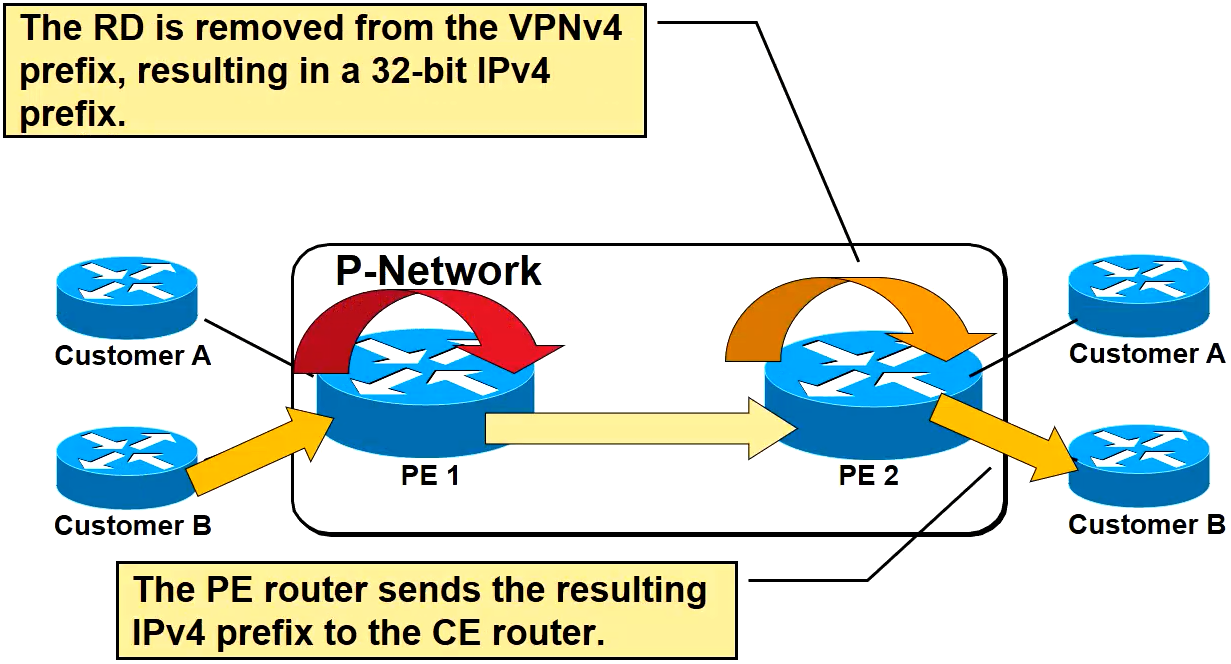 The RD is removed from the VPNv4
prefix, resulting in a 32-bit IPv4
prefix.
P-Network
Customer A
Customer A
PE 1
PE 2
Customer B
Customer B
The PE router sends the resulting
IPv4 prefix to the CE router.